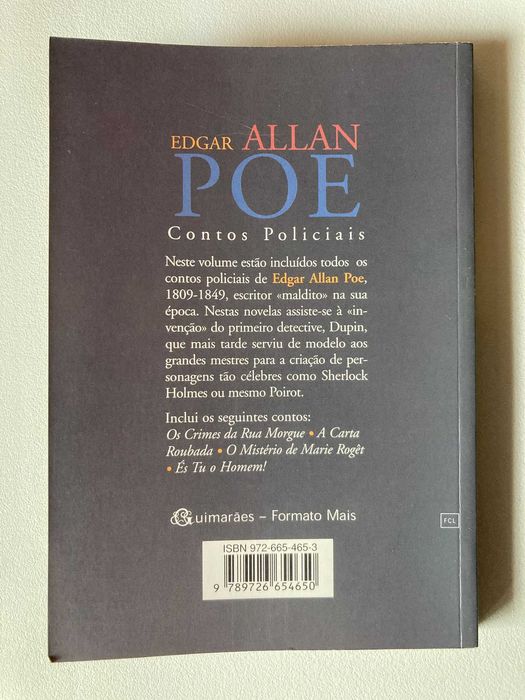 EDGAR ALLAN
POE
Contos Policiais
Neste volume estão incluídos todos os
contos policiais de Edgar Allan Poe,
1809-1849, escritor «maldito» na sua
época. Nestas novelas assiste-se à «in-
venção» do primeiro detective, Dupin,
que mais tarde serviu de modelo aos
grandes mestres para a criação de per-
sonagens tão célebres como Sherlock
Holmes ou mesmo Poirot.
Inclui os seguintes contos:
Os Crimes da Rua Morgue • A Carta
Roubada • O Mistério de Marie Rogêt
• És Tu o Homem!
Guimarães – Formato Mais
FCL
ISBN 972-665-465-3
9 789726 654650